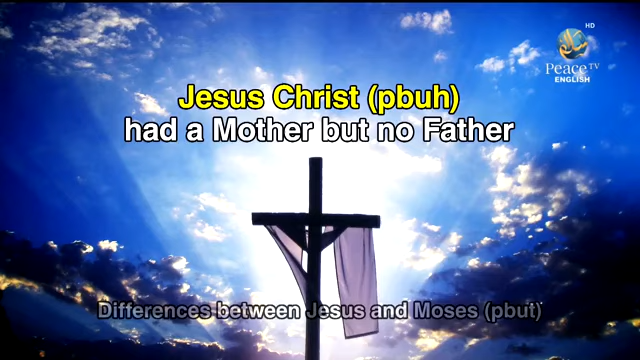 HD
Peace TV
ENGLISH
Jesus Christ (pbuh)
had a Mother but no Father
Differences between Jesus and Moses (pbut)